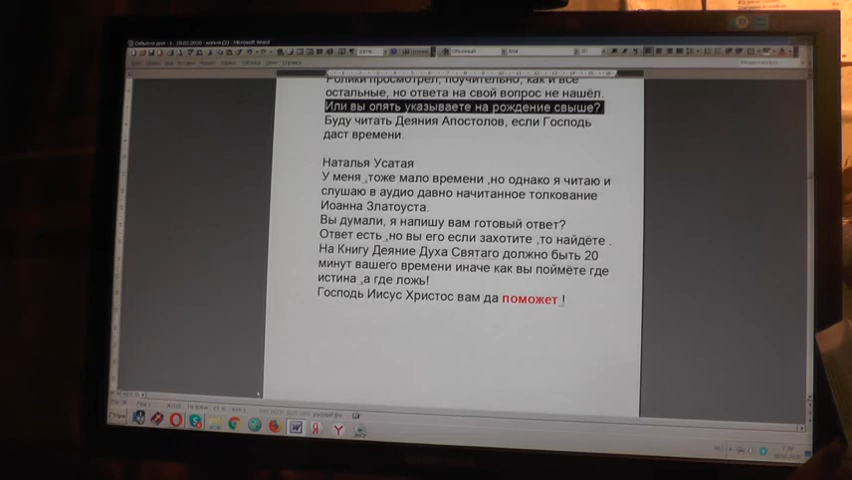 Ролики просмотрел, поучительно, как и все
остальные, но ответа на свой вопрос не нашёл.
Или вы опять указываете на рождение свыше?
Буду читать Деяния Апостолов, если Господь
даст времени.
Наталья Усатая
У меня ,тоже мало времени ,но однако я читаю и
слушаю в аудио давно начитанное толкование
Иоанна Златоуста.
Вы думали, я напишу вам готовый ответ?
Ответ есть ,но вы его если захотите ,то найдёте .
На Книгу Деяние Духа Святаго должно быть 20
минут вашего времени иначе как вы поймёте где
истина ,а где ложь!
Господь Иисус Христос вам да поможет !